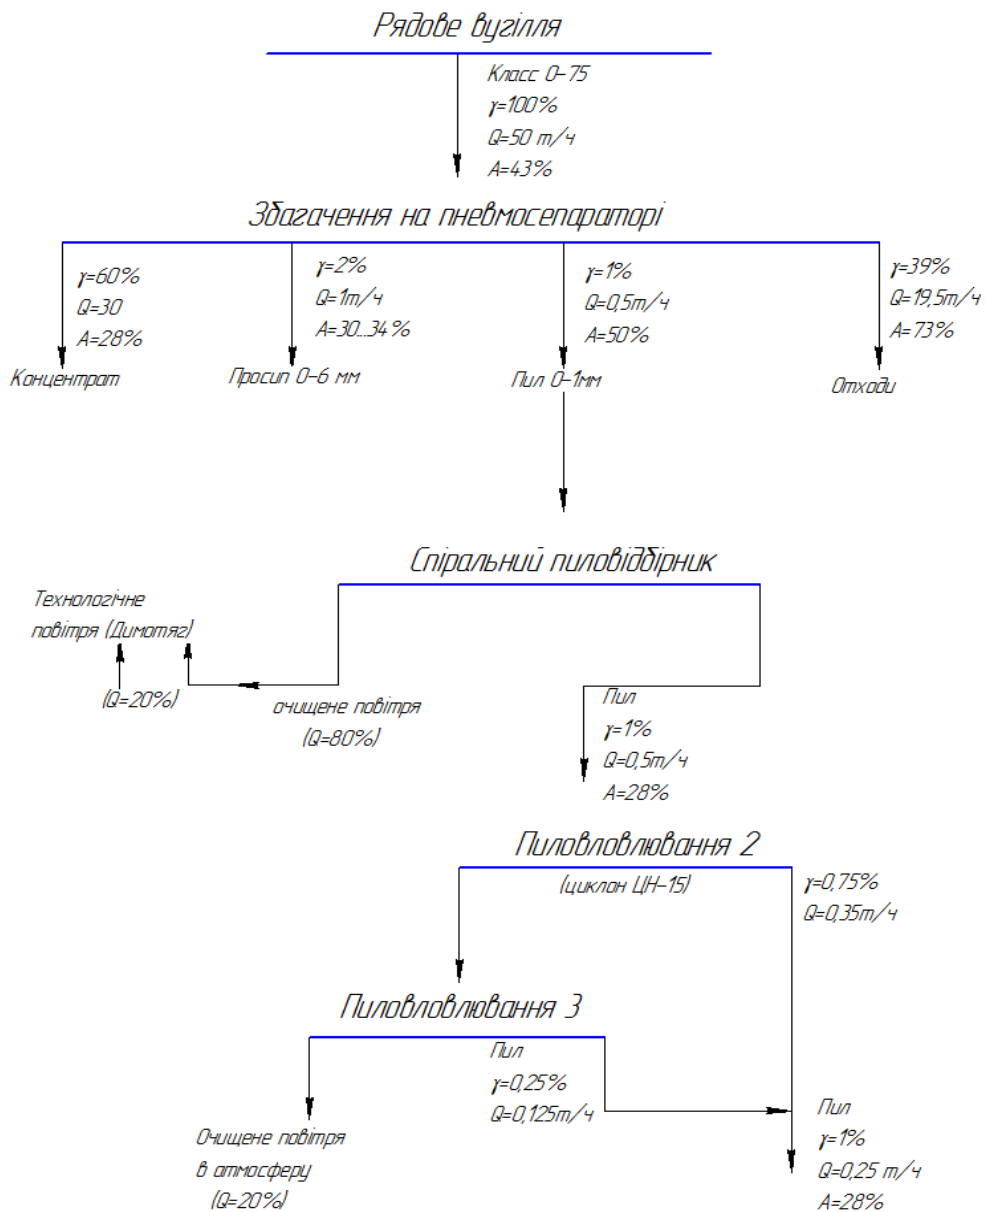 Рядове вугілля
Класс 0-75
γ=100%
Q=50 т/ч
A=43%
Збагачення на пневмосепараторі
γ=60%
Q=30
A=28%
Концентрат
γ=2%
Q=1т/ч
A=30...34%
Просип 0-6 мм
γ=1%
Q=0,5т/ч
A=50%
Пил 0-1мм
γ=39%
Q=19,5т/ч
A=73%
Отходи
Спіральний пиловідбірник
Технологічне
повітря (Димотяг)
(Q=20%)
очищене повітря
(Q=80%)
Пил
γ=1%
Q=0,5т/ч
A=28%
Пиловловлювання 2
(циклон ЦН-15)
γ=0,75%
Q=0,35т/ч
Пиловловлювання 3
Пил
γ=0,25%
Q=0,125т/ч
Очищене повітря
в атмосферу
(Q=20%)
Пил
γ=1%
Q=0,25 т/ч
A=28%